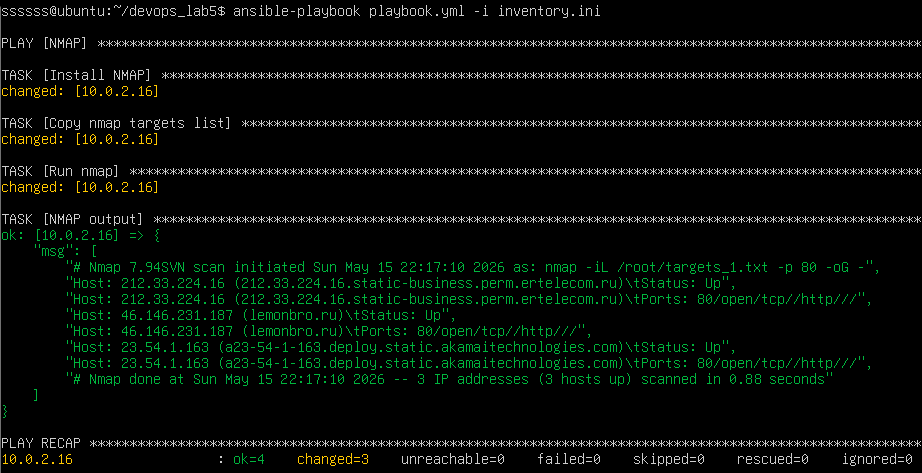 ssssss@ubuntu:~/devops_lab5$ ansible-playbook playbook.yml -i inventory.ini
PLAY [NMAP] ******************************************************************************************************
TASK [Install NMAP] **********************************************************************************************
changed: [10.0.2.16]
TASK [Copy nmap targets list] ************************************************************************************
changed: [10.0.2.16]
TASK [Run nmap] **************************************************************************************************
changed: [10.0.2.16]
TASK [NMAP output] ***********************************************************************************************
ok: [10.0.2.16] => {
    "msg": [
        "# Nmap 7.94SVN scan initiated Sun May 15 22:17:10 2026 as: nmap -iL /root/targets_1.txt -p 80 -oG -",
        "Host: 212.33.224.16 (212.33.224.16.static-business.perm.ertelecom.ru)\tStatus: Up",
        "Host: 212.33.224.16 (212.33.224.16.static-business.perm.ertelecom.ru)\tPorts: 80/open/tcp//http///",
        "Host: 46.146.231.187 (lemonbro.ru)\tStatus: Up",
        "Host: 46.146.231.187 (lemonbro.ru)\tPorts: 80/open/tcp//http///",
        "Host: 23.54.1.163 (a23-54-1-163.deploy.static.akamaitechnologies.com)\tStatus: Up",
        "Host: 23.54.1.163 (a23-54-1-163.deploy.static.akamaitechnologies.com)\tPorts: 80/open/tcp//http///",
        "# Nmap done at Sun May 15 22:17:10 2026 -- 3 IP addresses (3 hosts up) scanned in 0.88 seconds"
    ]
}
PLAY RECAP *******************************************************************************************************
10.0.2.16                  : ok=4    changed=3    unreachable=0    failed=0    skipped=0    rescued=0    ignored=0